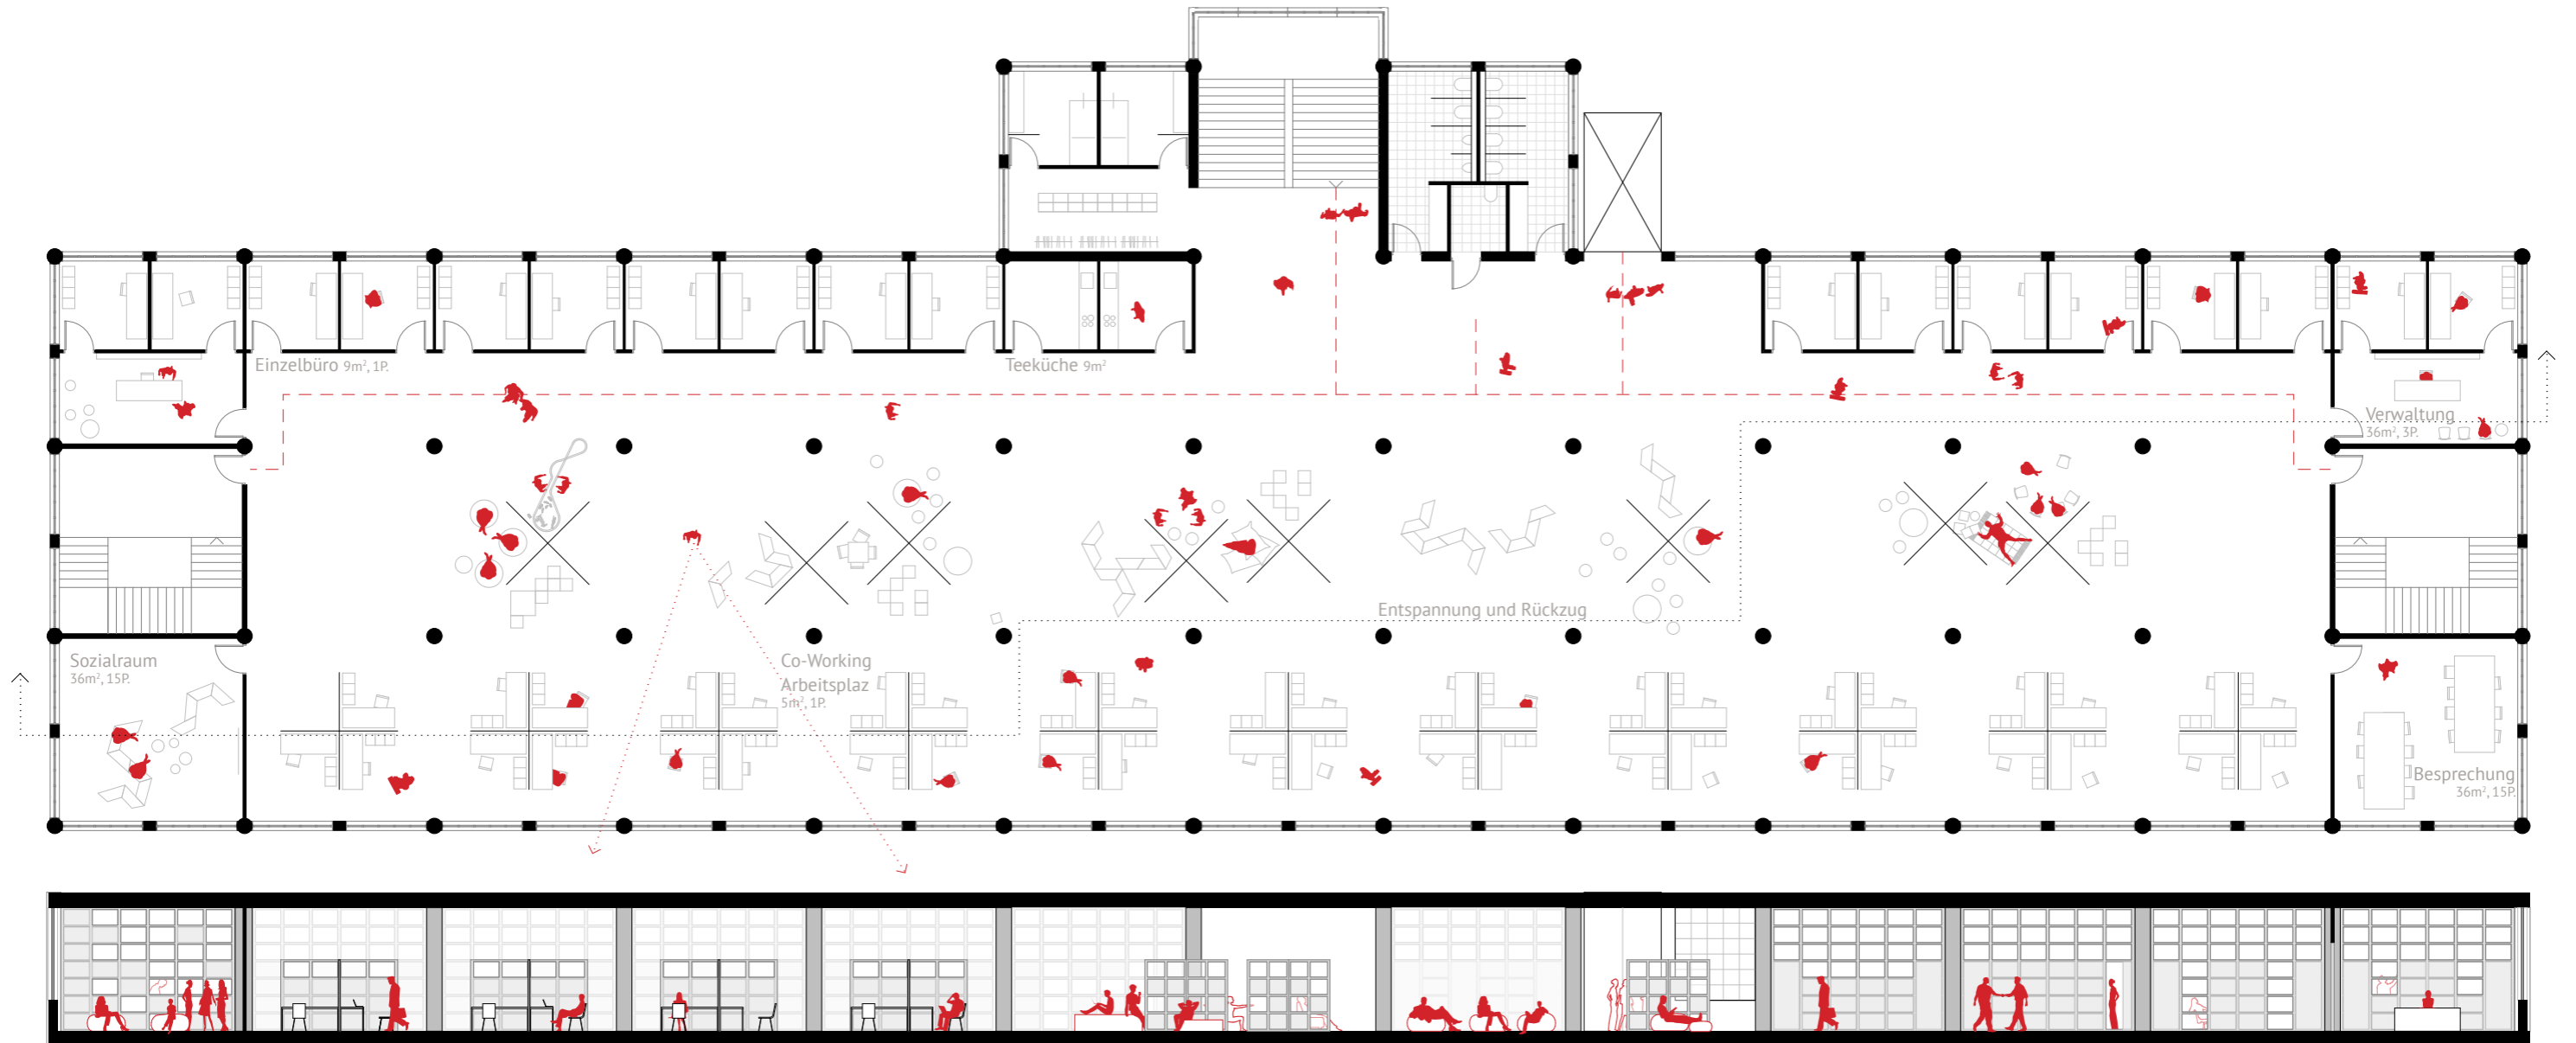 Einzelbüro 9m², 1P.
Teeküche 9m²
Verwaltung
36m², 3P.
Entspannung und Rückzug
Sozialraum
36m², 15P.
Co-Working
Arbeitsplaz
5m², 1P.
Besprechung
36m², 15P.